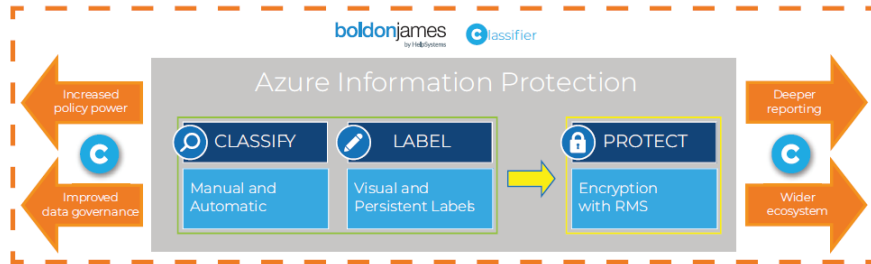 boldonjames
by HelpSystems
Classifier
Azure Information Protection
Increased
policy power
C
Improved
data governance
CLASSIFY
Manual and
Automatic
LABEL
Visual and
Persistent Labels
PROTECT
Encryption
with RMS
Deeper
reporting
C
Wider
ecosystem